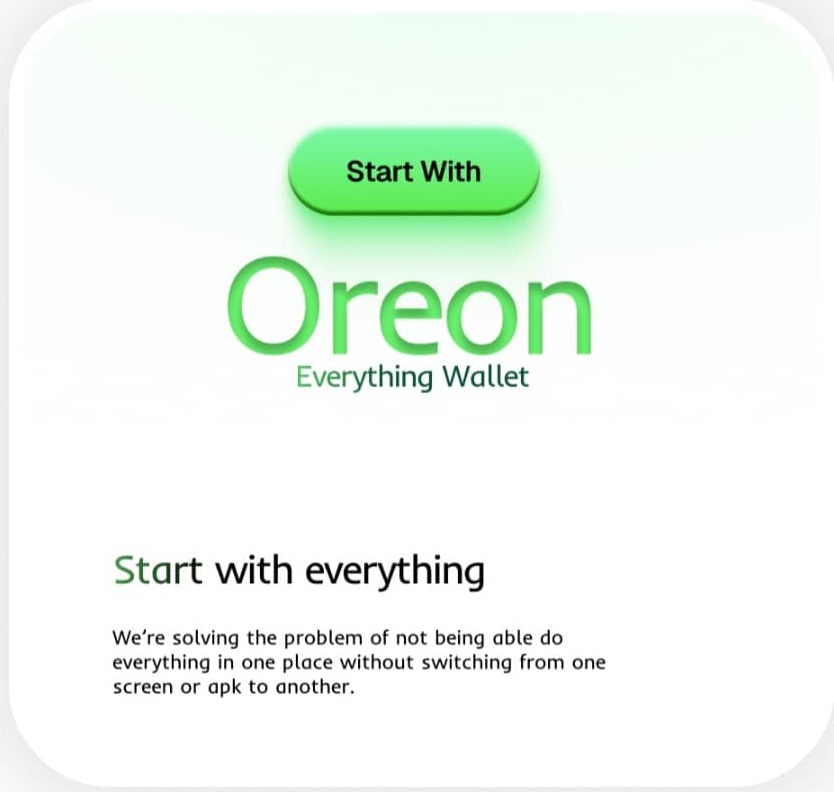 Start With
Oreon
Everything Wallet
Start with everything
We’re solving the problem of not being able do
everything in one place without switching from one
screen or apk to another.